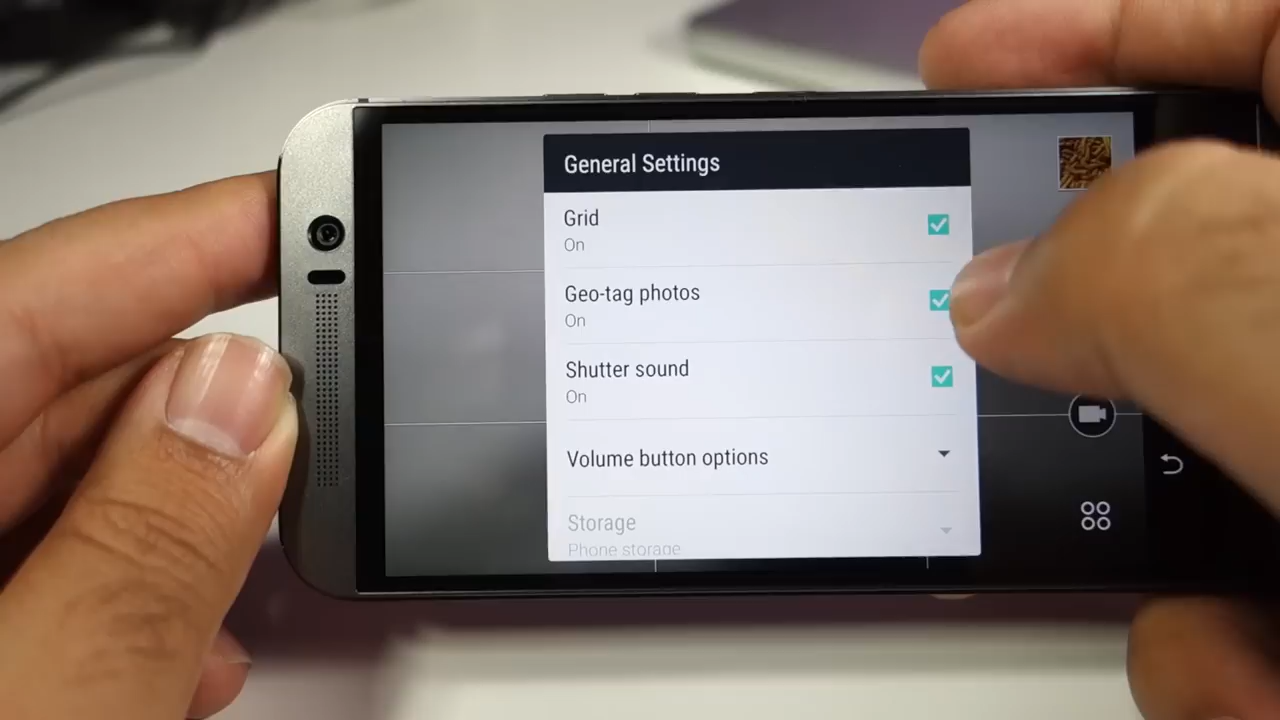 General Settings
Grid
On
Geo-tag photos
On
Shutter sound
On
Volume button options
Storage
Phone storage